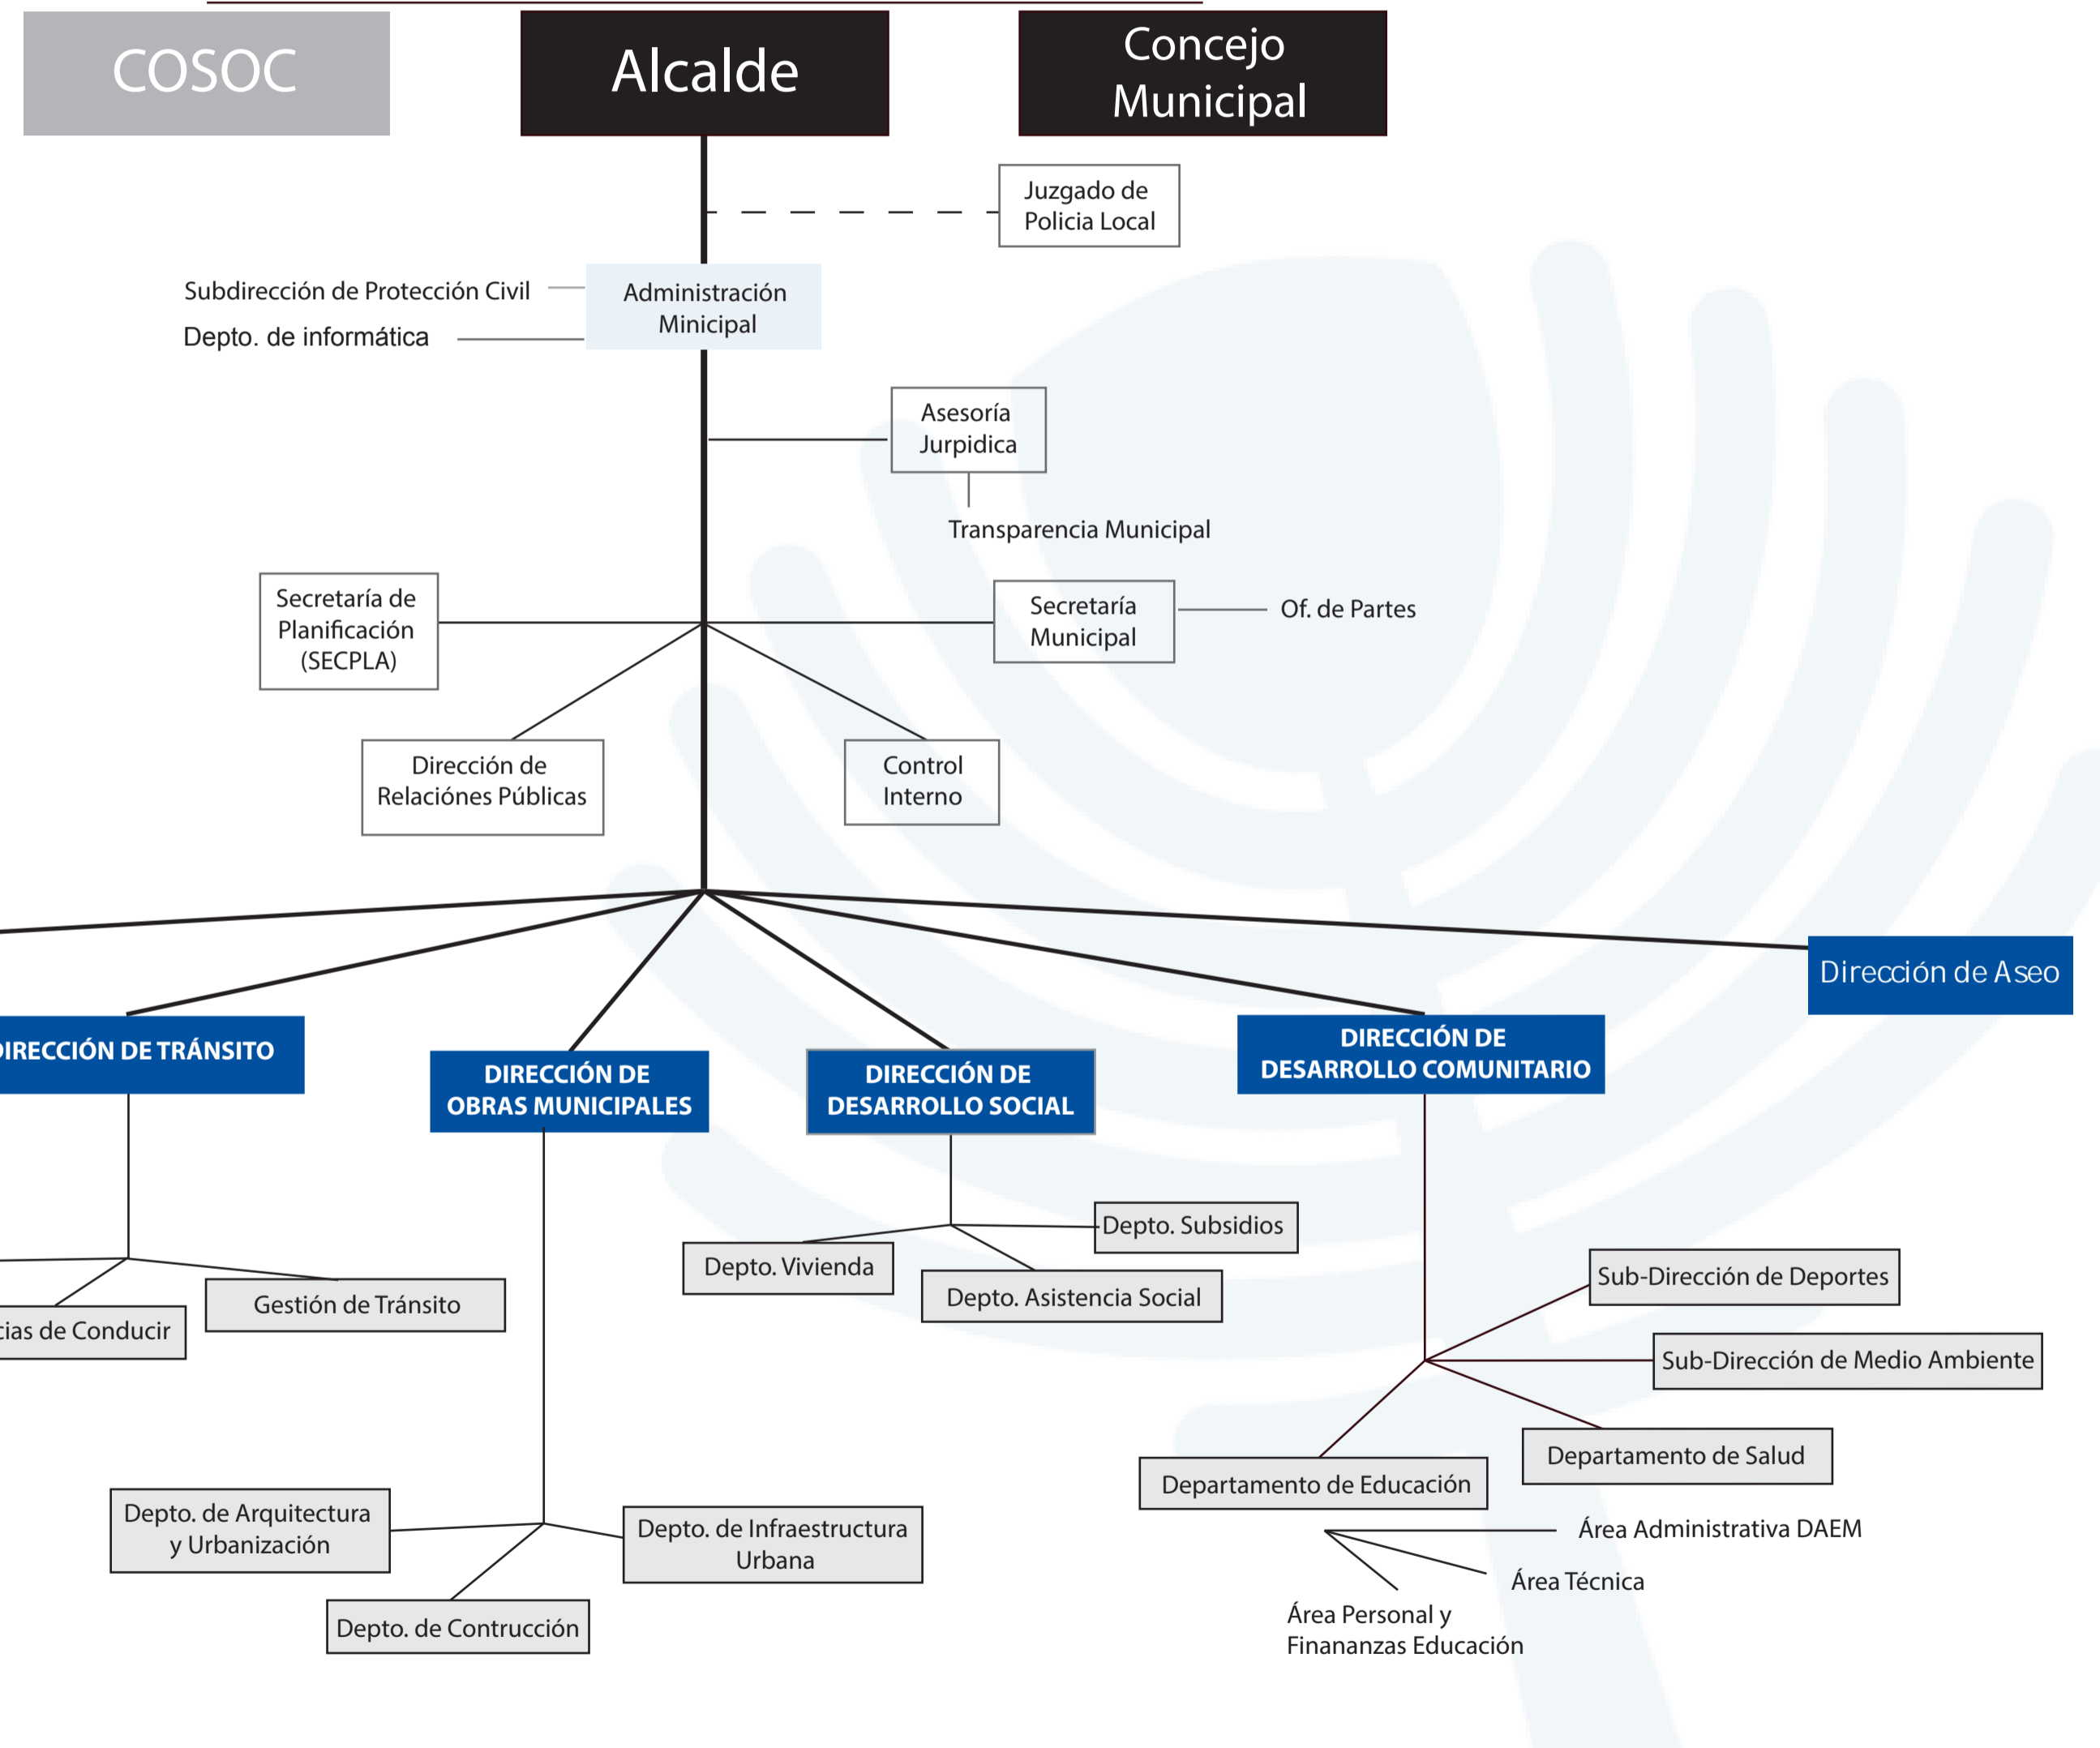 COSOC
Alcalde
Concejo
Municipal
Juzgado de
Policia Local
Subdirección de Protección Civil
Depto. de informática
Administración
Minicipal
Asesoría
Jurpidica
Transparencia Municipal
Secretaría de
Planificación
(SECPLA)
Secretaría
Municipal
Of. de Partes
Dirección de
Relaciónes Públicas
Control
Interno
Dirección de Aseo
DE TRÁNSITO
DIRECCIÓN DE
OBRAS MUNICIPALES
DIRECCIÓN DE
DESARROLLO SOCIAL
DIRECCIÓN DE
DESARROLLO COMUNITARIO
Depto. Subsidios
Depto. Vivienda
Depto. Asistencia Social
Gestión de Tránsito
de Conducir
Sub-Dirección de Deportes
Sub-Dirección de Medio Ambiente
Departamento de Salud
Departamento de Educación
Depto. de Arquitectura
y Urbanización
Depto. de Infraestructura
Urbana
Depto. de Contrucción
Área Administrativa DAEM
Área Técnica
Área Personal y
Finananzas Educación